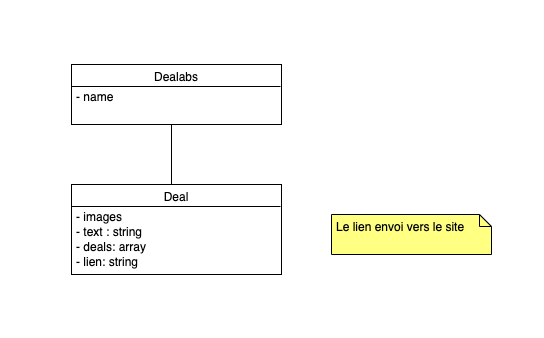 Dealabs
- name
Deal
- images
- text : string
- deals: array
- lien: string
Le lien envoi vers le site